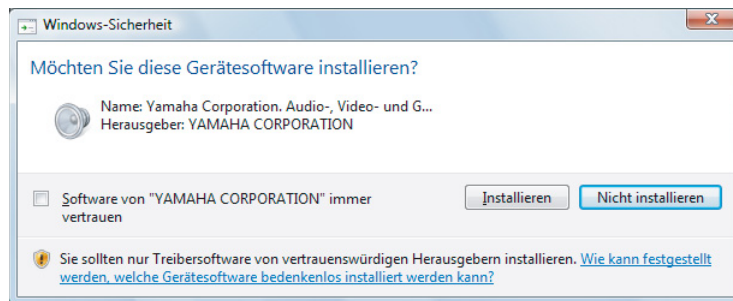 Windows-Sicherheit
Möchten Sie diese Gerätesoftware installieren?
Name: Yamaha Corporation. Audio-, Video- und G...
Herausgeber: YAMAHA CORPORATION
Software von "YAMAHA CORPORATION" immer
vertrauen
Installieren
Nicht installieren
Sie sollten nur Treibersoftware von vertrauenswürdigen Herausgebern installieren. Wie kann festgestellt
werden, welche Gerätesoftware bedenkenlos installiert werden kann?